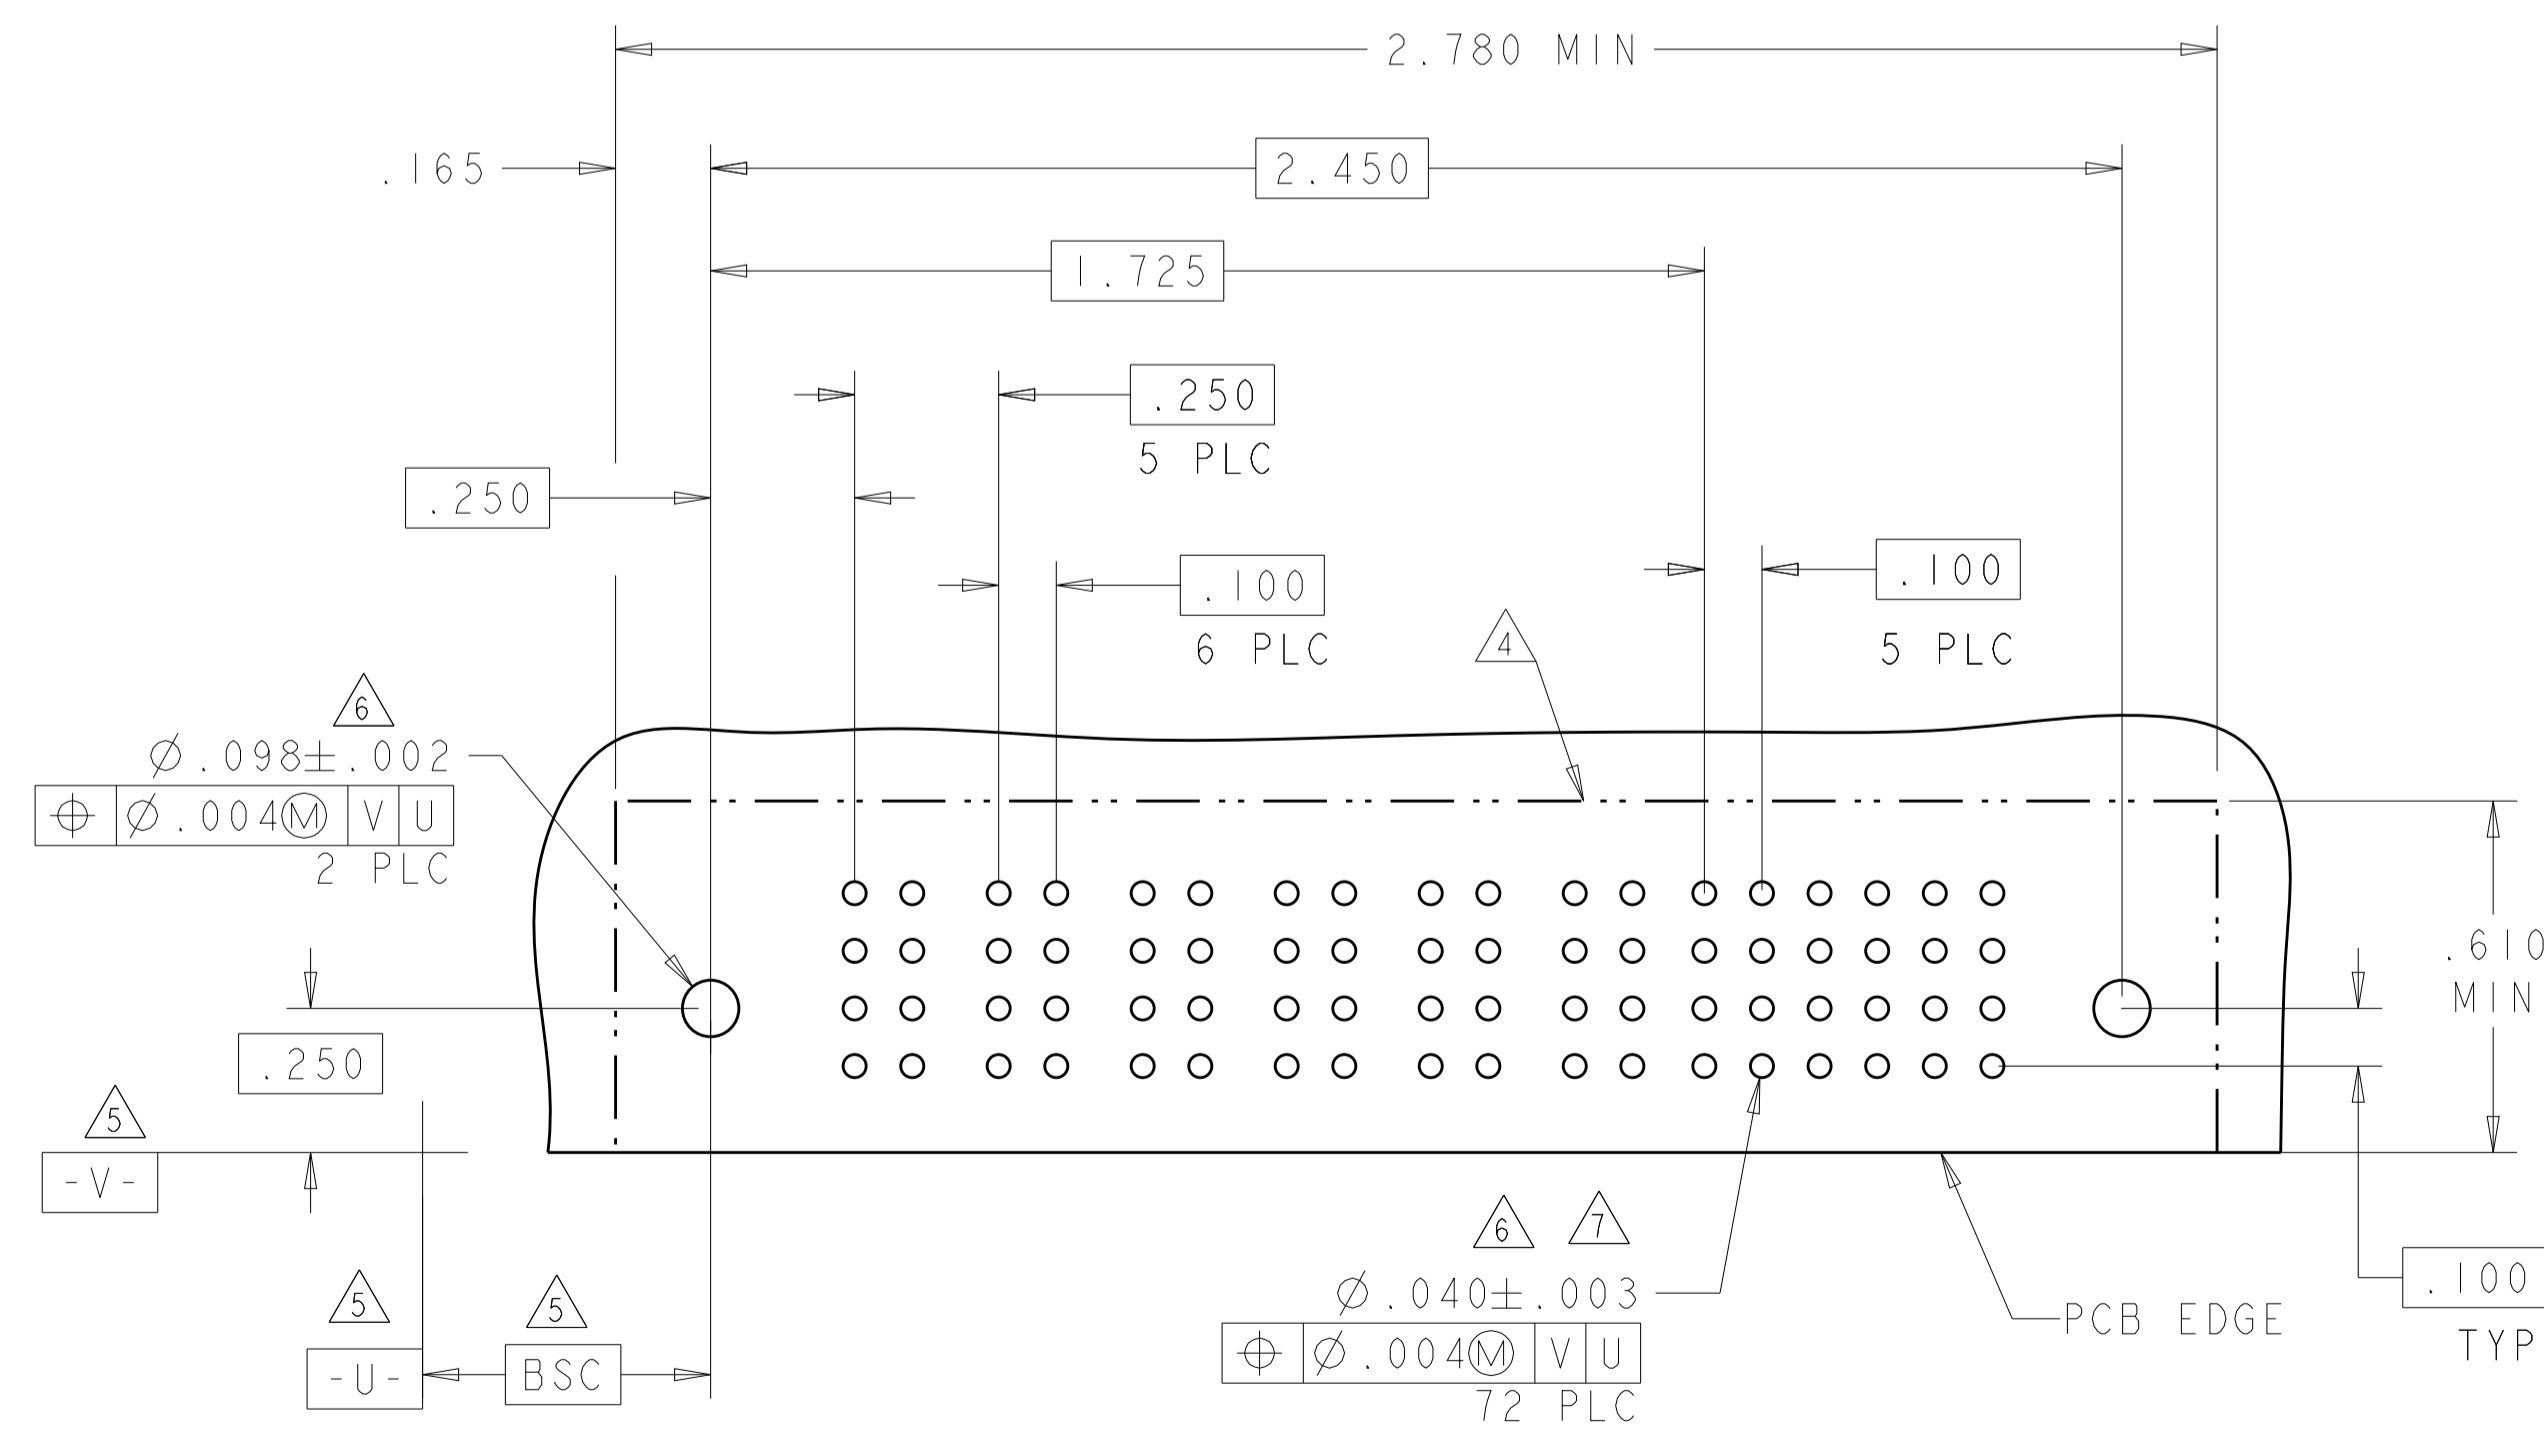 2.780 MIN
.165
2.450
1.725
.250
5 PLC
.250
.100
6 PLC
.100
5 PLC
4
6
Ø.098±.002
⌖ Ø.004Ⓜ V U
2 PLC
.610
MIN
.250
5
-V-
5
-U-
5
BSC
6 7
Ø.040±.003
⌖ Ø.004Ⓜ V U
72 PLC
PCB EDGE
.100
TYP